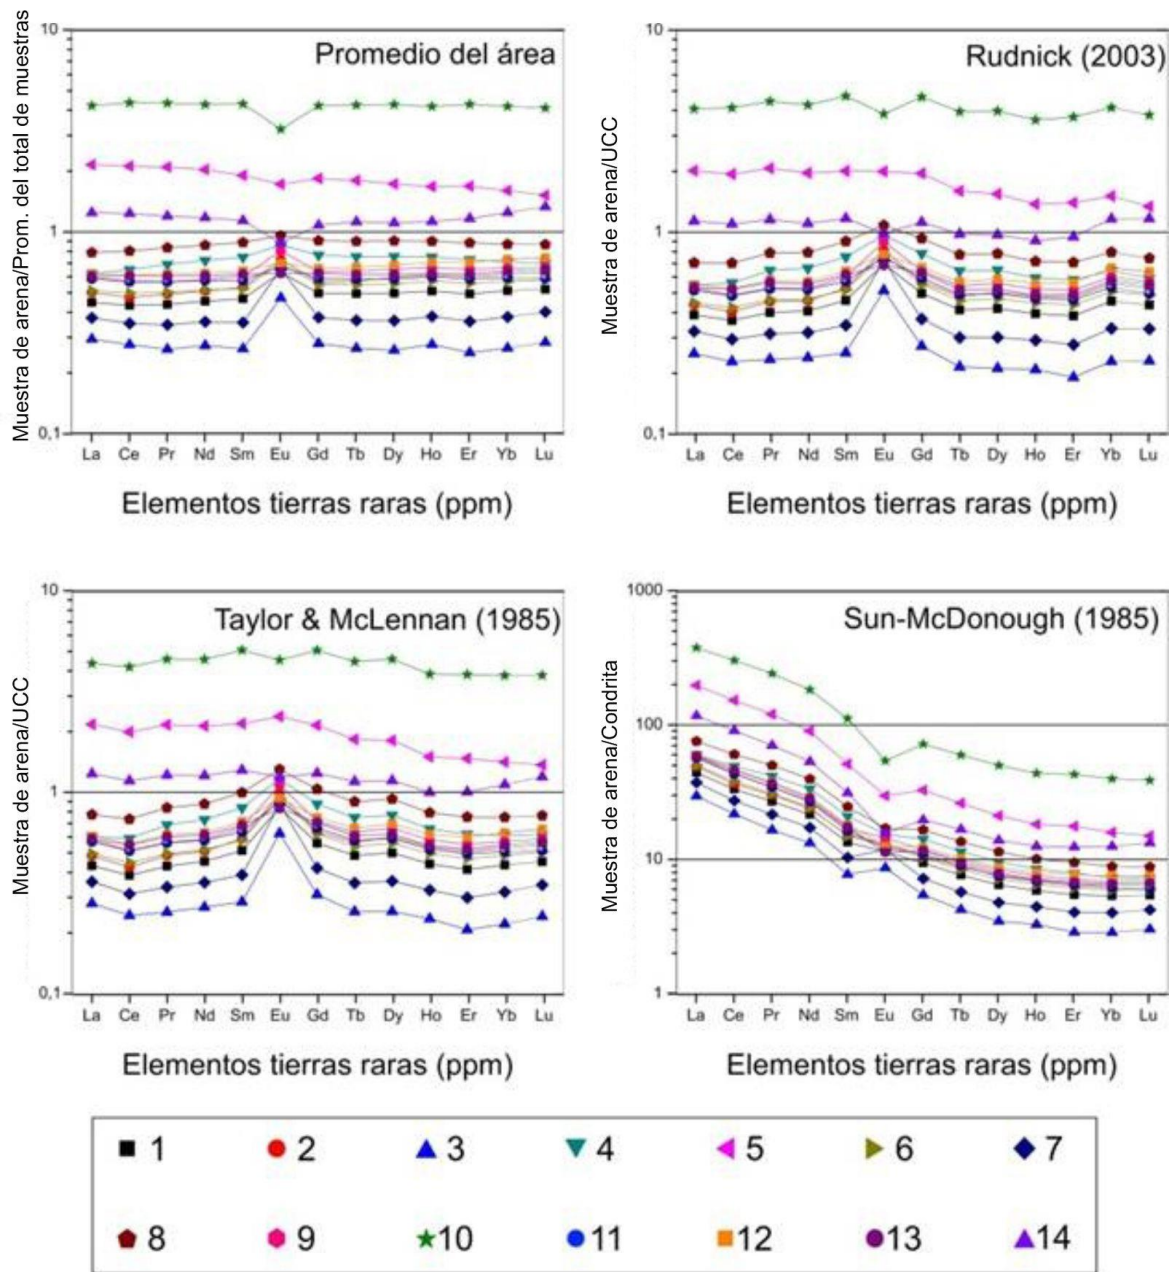 Promedio del área
Muestra de arena/Prom. del total de muestras
10
1
0,1
La Ce Pr Nd Sm Eu Gd Tb Dy Ho Er Yb Lu
Elementos tierras raras (ppm)
Rudnick (2003)
Muestra de arena/UCC
10
1
0,1
La Ce Pr Nd Sm Eu Gd Tb Dy Ho Er Yb Lu
Elementos tierras raras (ppm)
Taylor & McLennan (1985)
Muestra de arena/UCC
10
1
0,1
La Ce Pr Nd Sm Eu Gd Tb Dy Ho Er Yb Lu
Elementos tierras raras (ppm)
Sun-McDonough (1985)
Muestra de arena/Condrita
1000
100
10
1
La Ce Pr Nd Sm Eu Gd Tb Dy Ho Er Yb Lu
Elementos tierras raras (ppm)
1 2 3 4 5 6 7
8 9 10 11 12 13 14